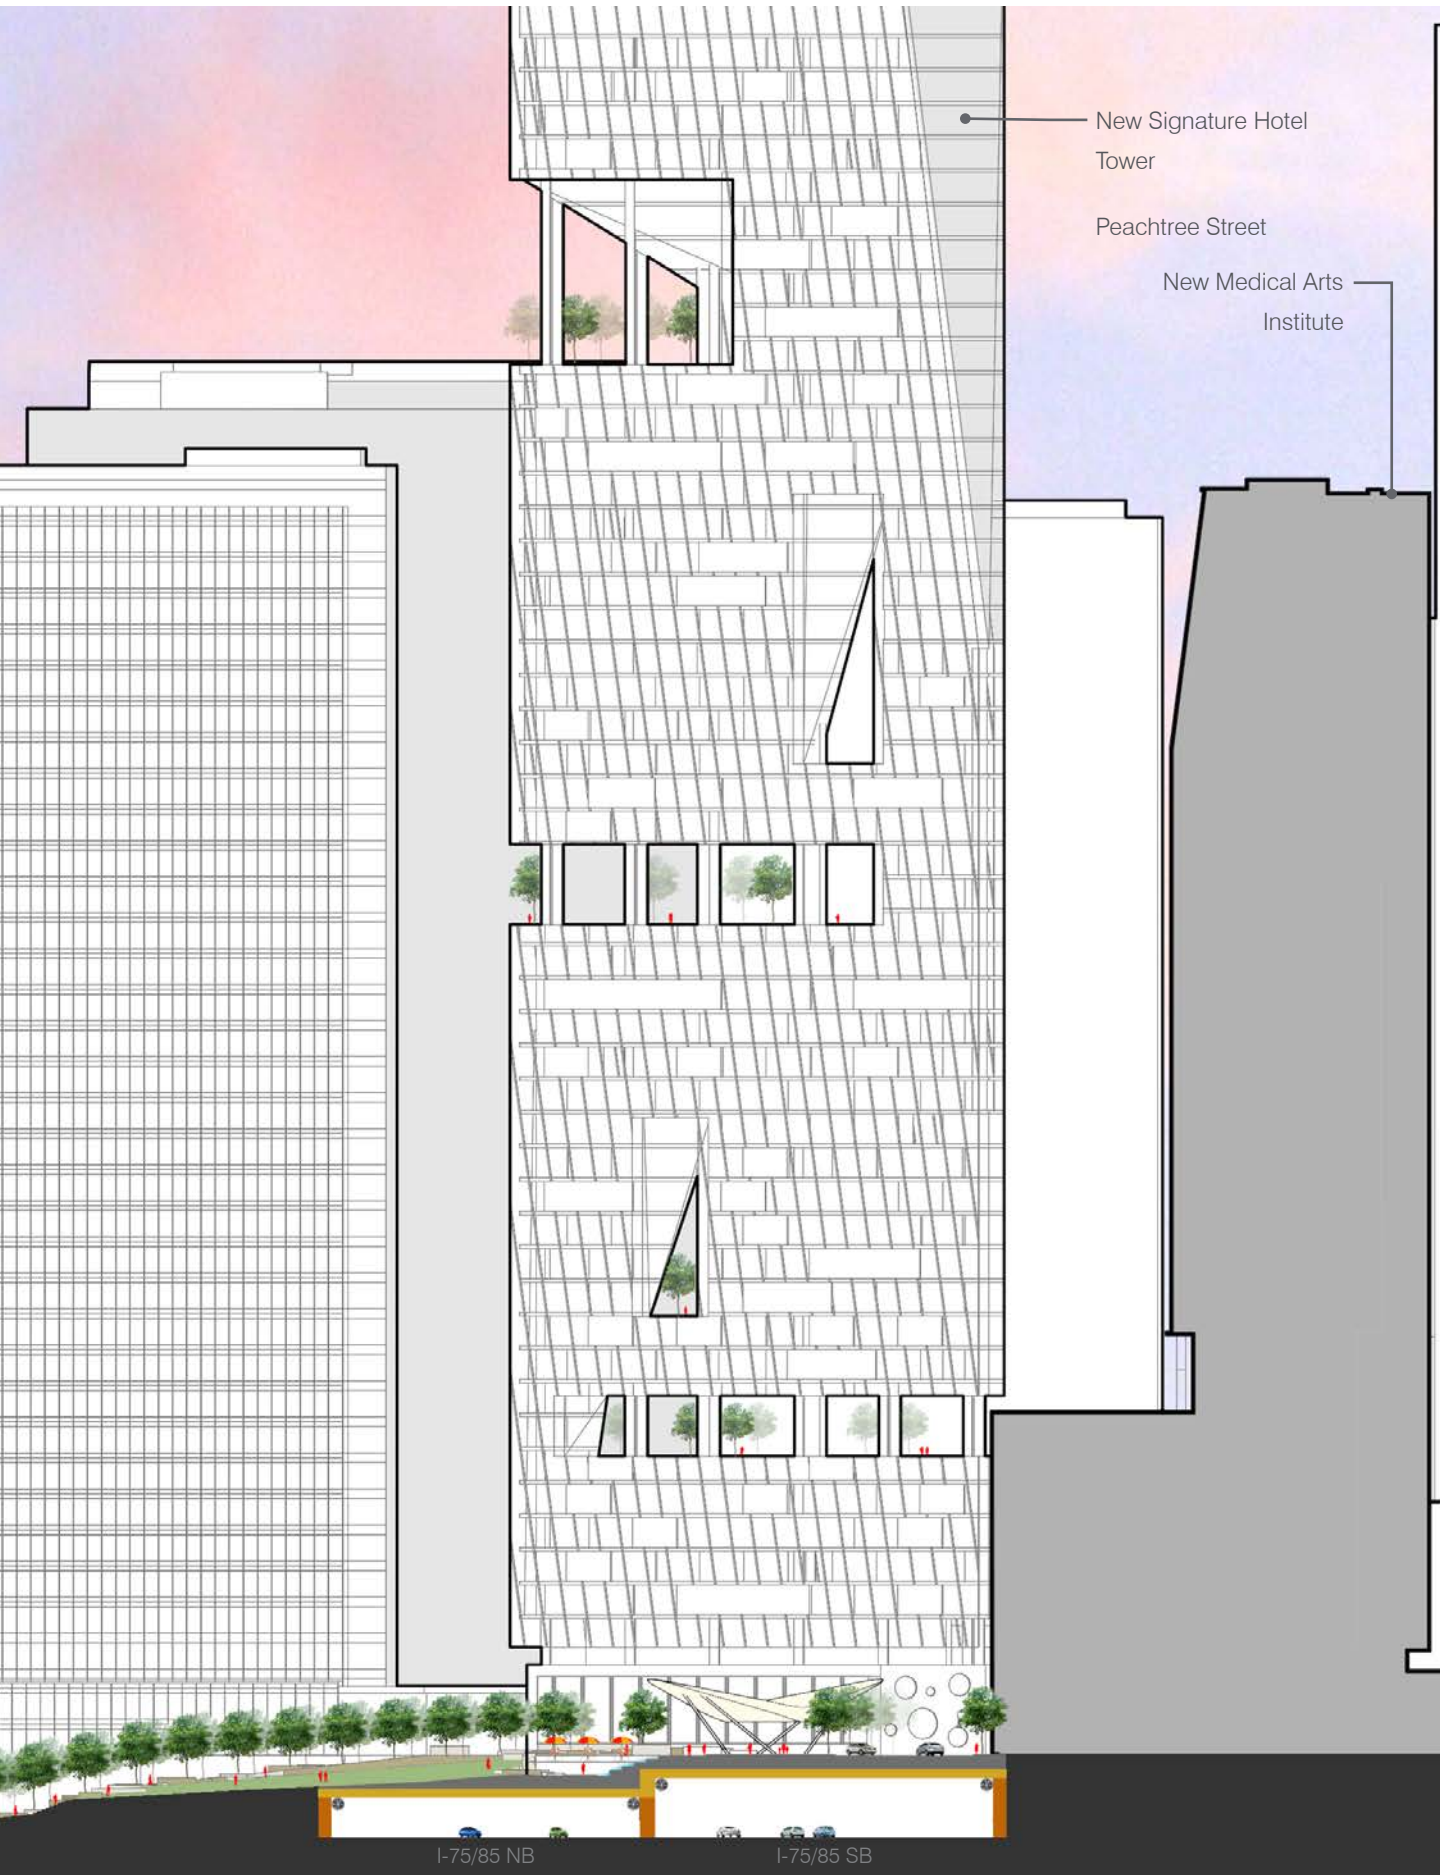 New Signature Hotel
Tower
Peachtree Street
New Medical Arts
Institute
I-75/85 NB
I-75/85 SB